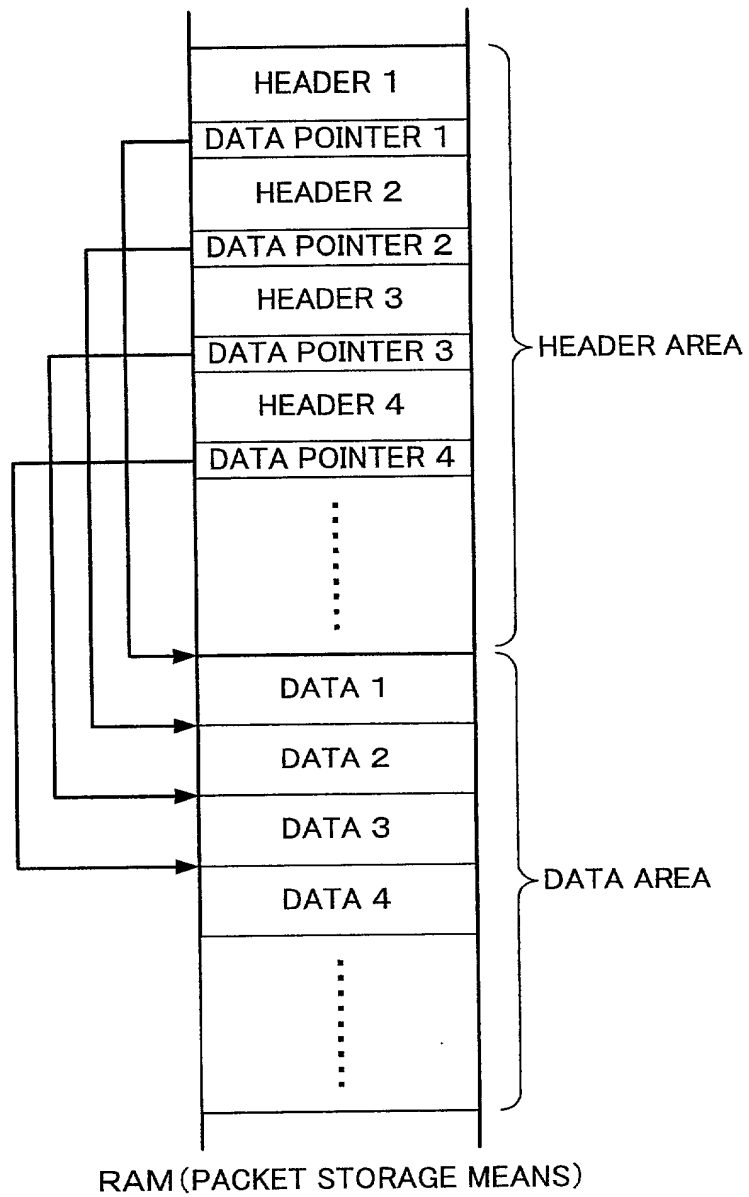 HEADER 1
DATA POINTER 1
HEADER 2
DATA POINTER 2
HEADER 3
DATA POINTER 3
HEADER 4
DATA POINTER 4
HEADER AREA
DATA 1
DATA 2
DATA 3
DATA 4
DATA AREA
RAM (PACKET STORAGE MEANS)